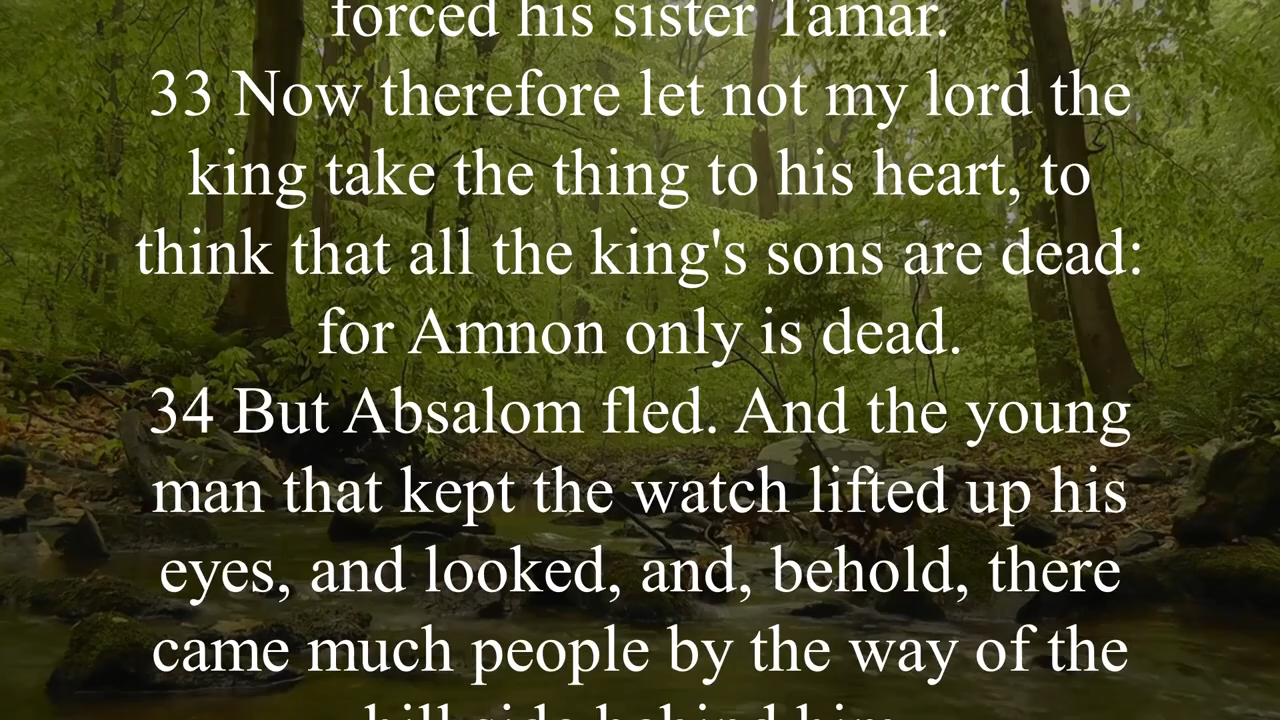 forced his sister Tamar.
33 Now therefore let not my lord the
king take the thing to his heart, to
think that all the king's sons are dead:
for Amnon only is dead.
34 But Absalom fled. And the young
man that kept the watch lifted up his
eyes, and looked, and, behold, there
came much people by the way of the
hill side behind him.